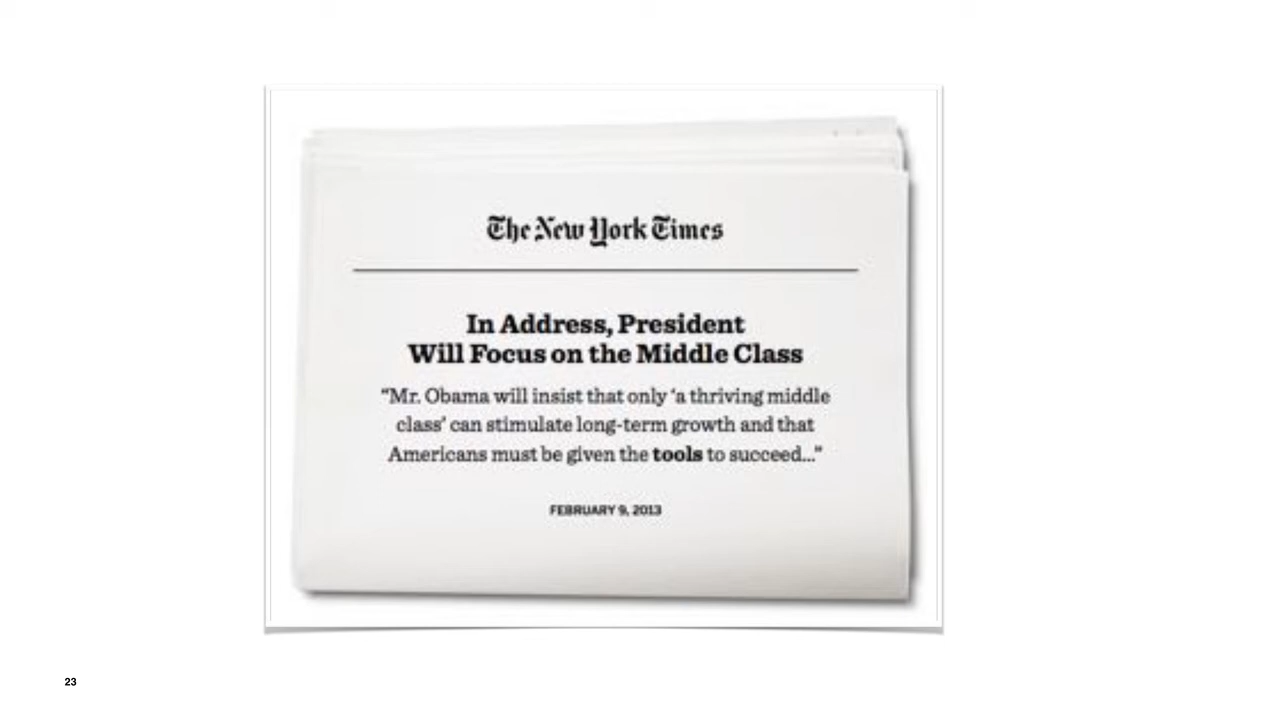 The New York Times
In Address, President
Will Focus on the Middle Class
“Mr. Obama will insist that only ‘a thriving middle
class’ can stimulate long-term growth and that
Americans must be given the tools to succeed...”
FEBRUARY 9, 2013
23